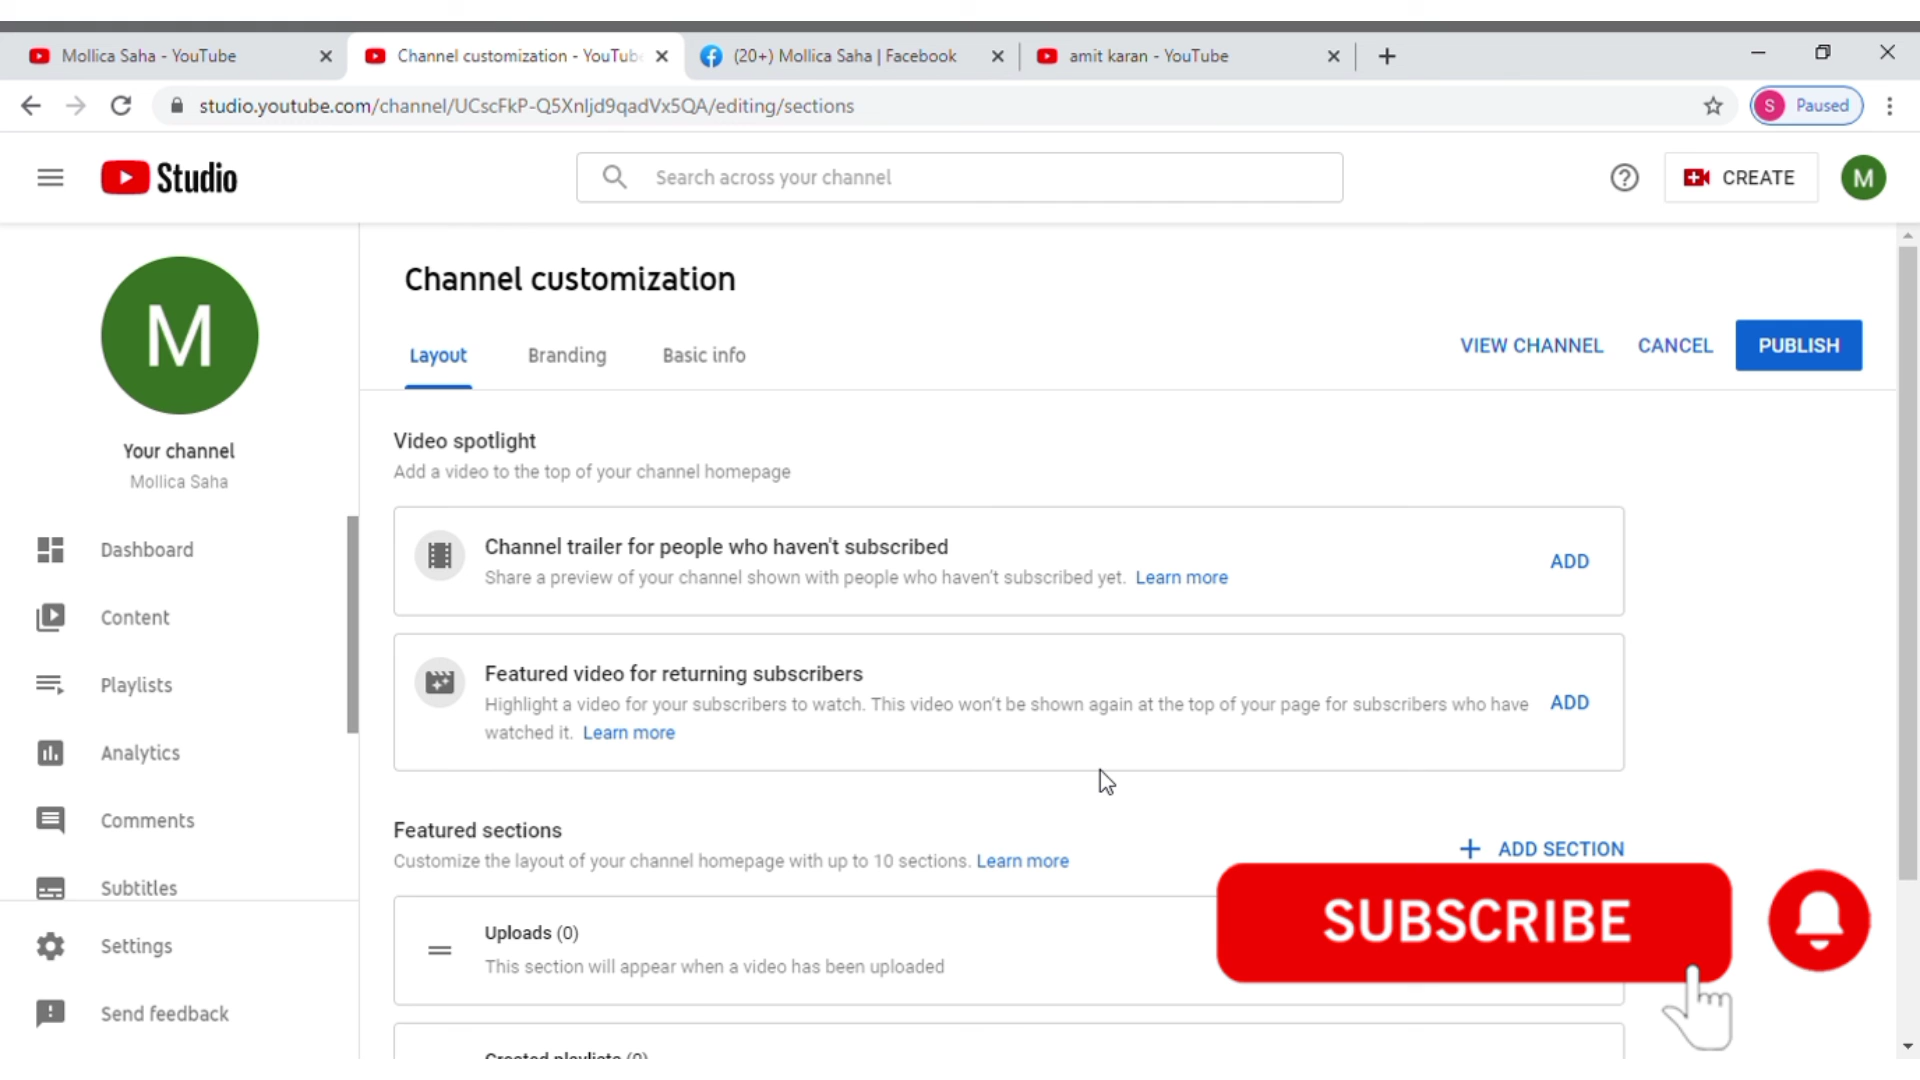 Mollica Saha - YouTube
Channel customization - YouTub
(20+) Mollica Saha | Facebook
amit karan - YouTube
studio.youtube.com/channel/UCscFkP-Q5Xnljd9qadVx5QA/editing/sections
S
Paused
Studio
Search across your channel
CREATE
M
M
Your channel
Mollica Saha
Dashboard
Content
Playlists
Analytics
Comments
Subtitles
Settings
Send feedback
Channel customization
Layout
Branding
Basic info
VIEW CHANNEL
CANCEL
PUBLISH
Video spotlight
Add a video to the top of your channel homepage
Channel trailer for people who haven't subscribed
Share a preview of your channel shown with people who haven't subscribed yet. Learn more
ADD
Featured video for returning subscribers
Highlight a video for your subscribers to watch. This video won't be shown again at the top of your page for subscribers who have
watched it. Learn more
ADD
Featured sections
Customize the layout of your channel homepage with up to 10 sections. Learn more
+ ADD SECTION
Uploads (0)
This section will appear when a video has been uploaded
SUBSCRIBE
Created playlists (0)